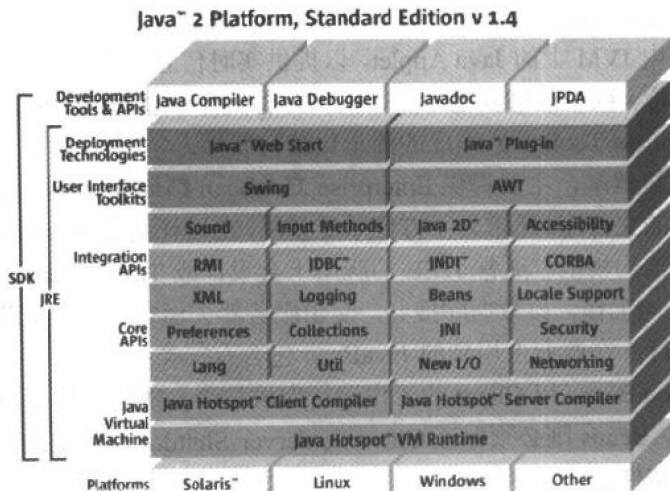 Java™ 2 Platform, Standard Edition v 1.4
Development Tools & APIs
Java Compiler Java Debugger Javadoc JPDA
Deployment Technologies
Java™ Web Start Java™ Plug-in
User Interface Toolkits
Swing AWT
Sound Input Methods Java 2D™ Accessibility
Integration APIs
RMI JDBC™ JNDI™ CORBA
SDK
JRE
XML Logging Beans Locale Support
Core APIs
Preferences Collections JNI Security
Lang Util New I/O Networking
Java Virtual Machine
Java Hotspot™ Client Compiler Java Hotspot™ Server Compiler
Java Hotspot™ VM Runtime
Platforms
Solaris™ Linux Windows Other